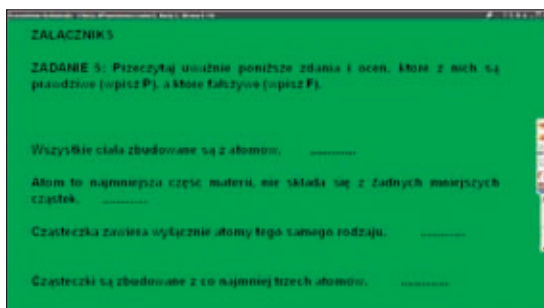 ZAŁĄCZNIK 5
ZADANIE 5: Przeczytaj uważnie poniższe zdania i oceń, które z nich są
prawdziwe (wpisz P), a które fałszywe (wpisz F).
Wszystkie ciała zbudowane są z atomów. ............
Atom to najmniejsza część materii, nie składa się z żadnych mniejszych
cząstek. ............
Cząsteczka zawiera wyłącznie atomy tego samego rodzaju. ............
Cząsteczki są zbudowane z co najmniej trzech atomów. ............